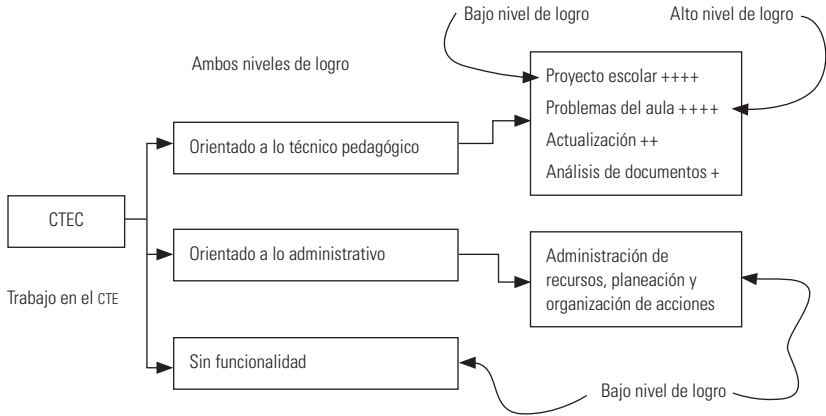 Bajo nivel de logro
Alto nivel de logro
Ambos niveles de logro
Proyecto escolar ++++
Problemas del aula ++++
Actualización ++
Análisis de documentos +
Orientado a lo técnico pedagógico
CTEC
Orientado a lo administrativo
Administración de
recursos, planeación y
organización de acciones
Trabajo en el CTE
Sin funcionalidad
Bajo nivel de logro